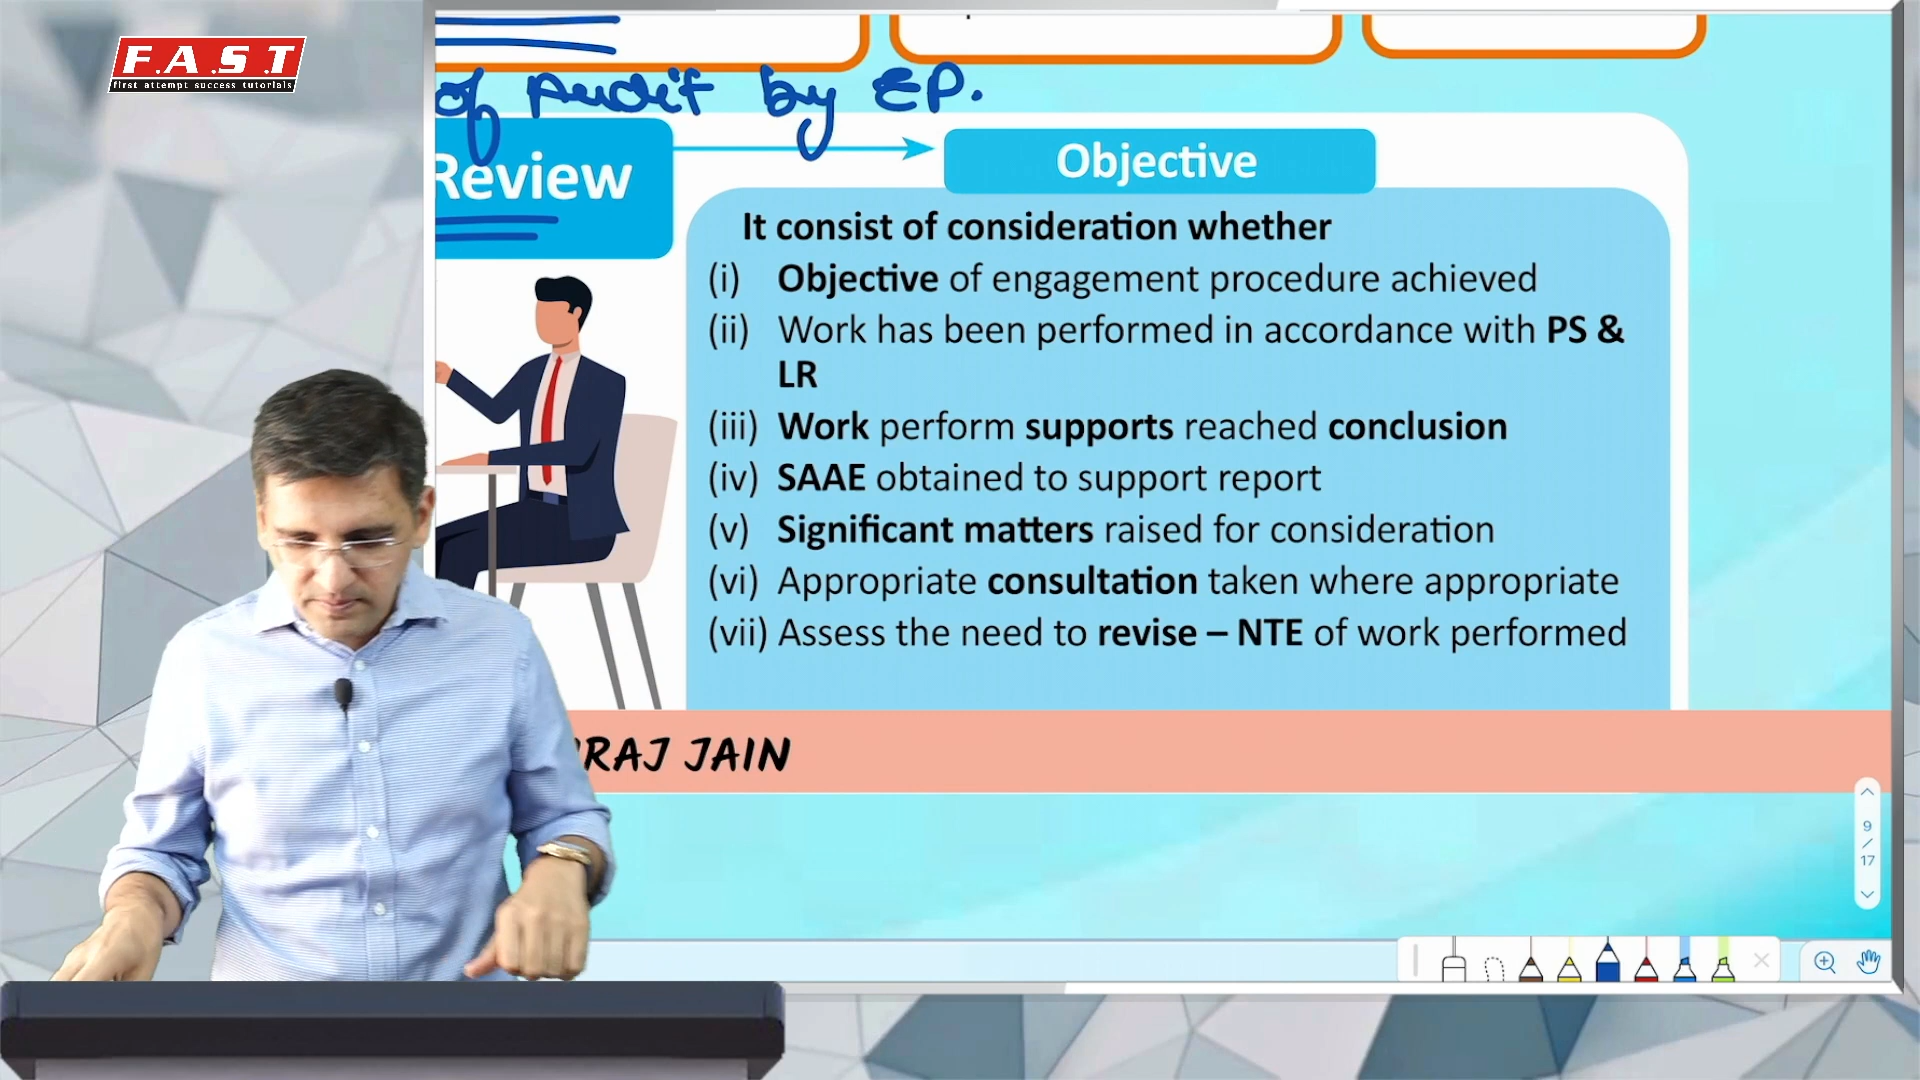 F.A.S.T
first attempt success tutorials
of Audit by EP.
Review
Objective
It consist of consideration whether
(i) Objective of engagement procedure achieved
(ii) Work has been performed in accordance with PS &
LR
(iii) Work perform supports reached conclusion
(iv) SAAE obtained to support report
(v) Significant matters raised for consideration
(vi) Appropriate consultation taken where appropriate
(vii) Assess the need to revise – NTE of work performed
RAJ JAIN
9
/
17